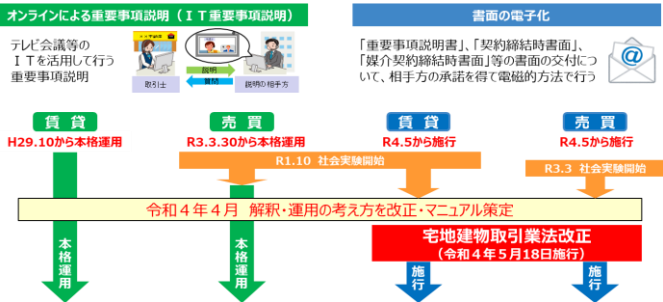 オンラインによる重要事項説明（ＩＴ重要事項説明）
テレビ会議等の
ＩＴを活用して行う
重要事項説明
説明
質問
取引士
説明の相手方
書面の電子化
「重要事項説明書」、「契約締結時書面」、
「媒介契約締結時書面」等の書面の交付につ
いて、相手方の承諾を得て電磁的方法で行う
賃 貸
売 買
賃 貸
売 買
H29.10から本格運用
R3.3.30から本格運用
R4.5から施行
R4.5から施行
R1.10 社会実験開始
R3.3 社会実験開始
令和４年４月 解釈・運用の考え方を改正・マニュアル策定
宅地建物取引業法改正
（令和４年５月18日施行）
本格運用
本格運用
施行
施行